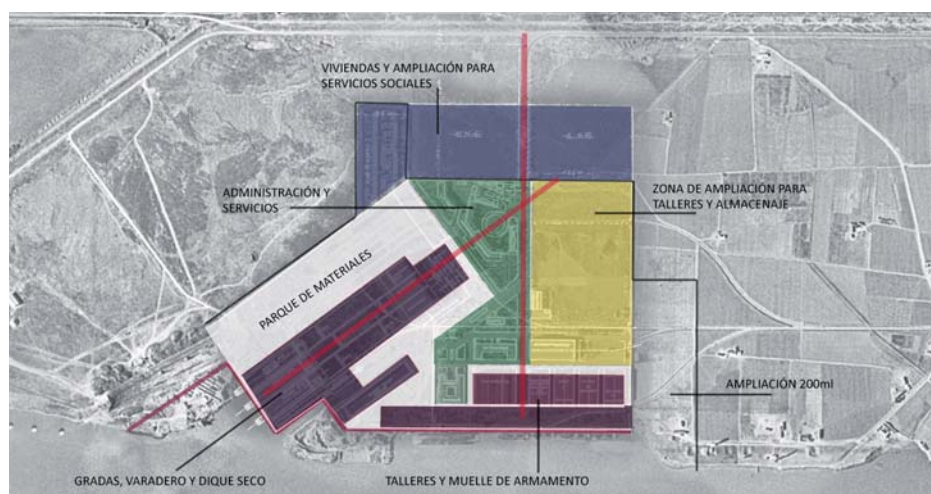 VIVIENDAS Y AMPLIACIÓN PARA
SERVICIOS SOCIALES
ADMINISTRACIÓN Y
SERVICIOS
ZONA DE AMPLIACIÓN PARA
TALLERES Y ALMACENAJE
PARQUE DE MATERIALES
AMPLIACIÓN 200ml
GRADAS, VARADERO Y DIQUE SECO
TALLERES Y MUELLE DE ARMAMENTO